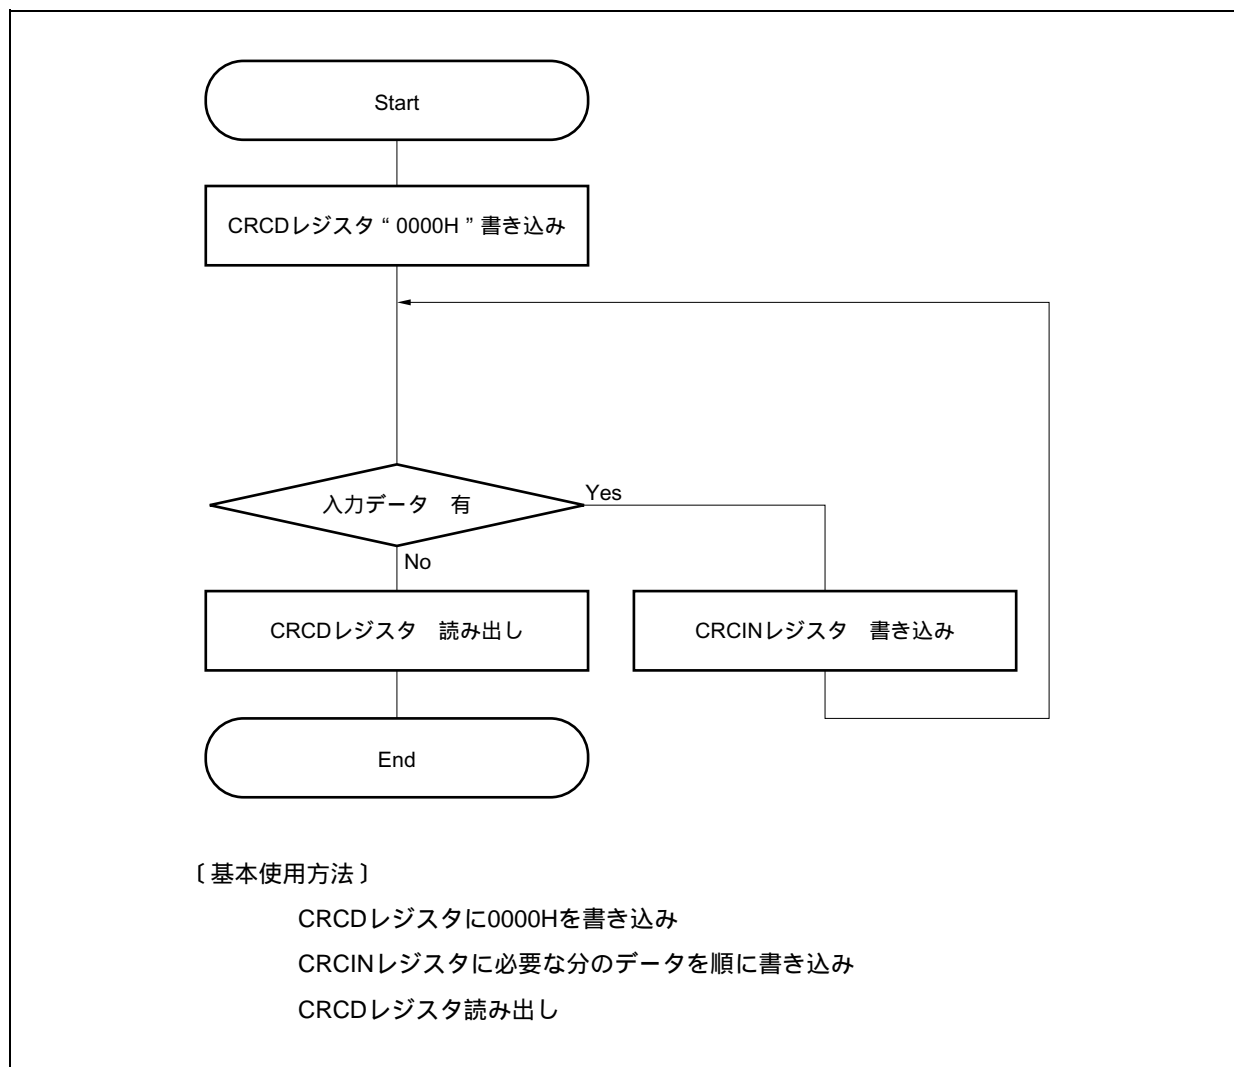 Start
CRCDレジスタ“0000H”書き込み
入力データ 有
Yes
No
CRCDレジスタ 読み出し
CRCINレジスタ 書き込み
End
〔基本使用方法〕
CRCDレジスタに0000Hを書き込み
CRCINレジスタに必要な分のデータを順に書き込み
CRCDレジスタ読み出し